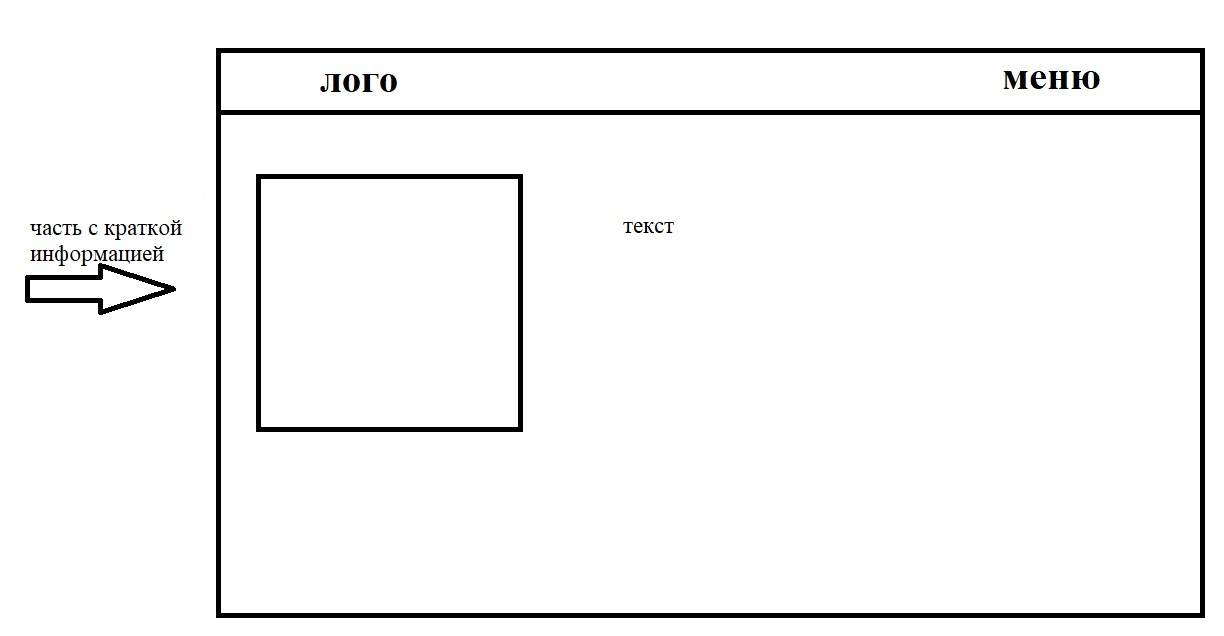 лого
меню
часть с краткой
информацией
текст